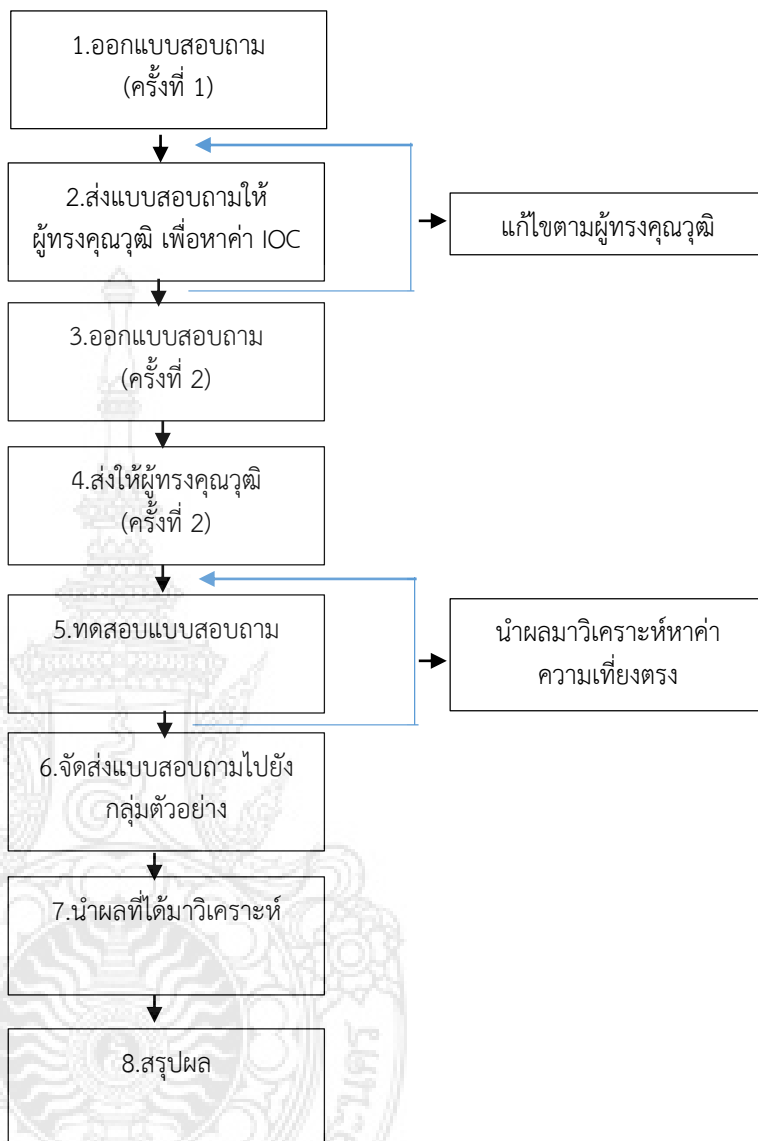 1.ออกแบบสอบถาม
(ครั้งที่ 1)
2.ส่งแบบสอบถามให้
ผู้ทรงคุณวุฒิ เพื่อหาค่า IOC
แก้ไขตามผู้ทรงคุณวุฒิ
3.ออกแบบสอบถาม
(ครั้งที่ 2)
4.ส่งให้ผู้ทรงคุณวุฒิ
(ครั้งที่ 2)
5.ทดสอบแบบสอบถาม
นำผลมาวิเคราะห์หาค่า
ความเที่ยงตรง
6.จัดส่งแบบสอบถามไปยัง
กลุ่มตัวอย่าง
7.นำผลที่ได้มาวิเคราะห์
8.สรุปผล